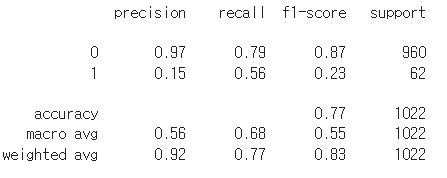 precision recall f1-score support
0 0.97 0.79 0.87 960
1 0.15 0.56 0.23 62
accuracy 0.77 1022
macro avg 0.56 0.68 0.55 1022
weighted avg 0.92 0.77 0.83 1022